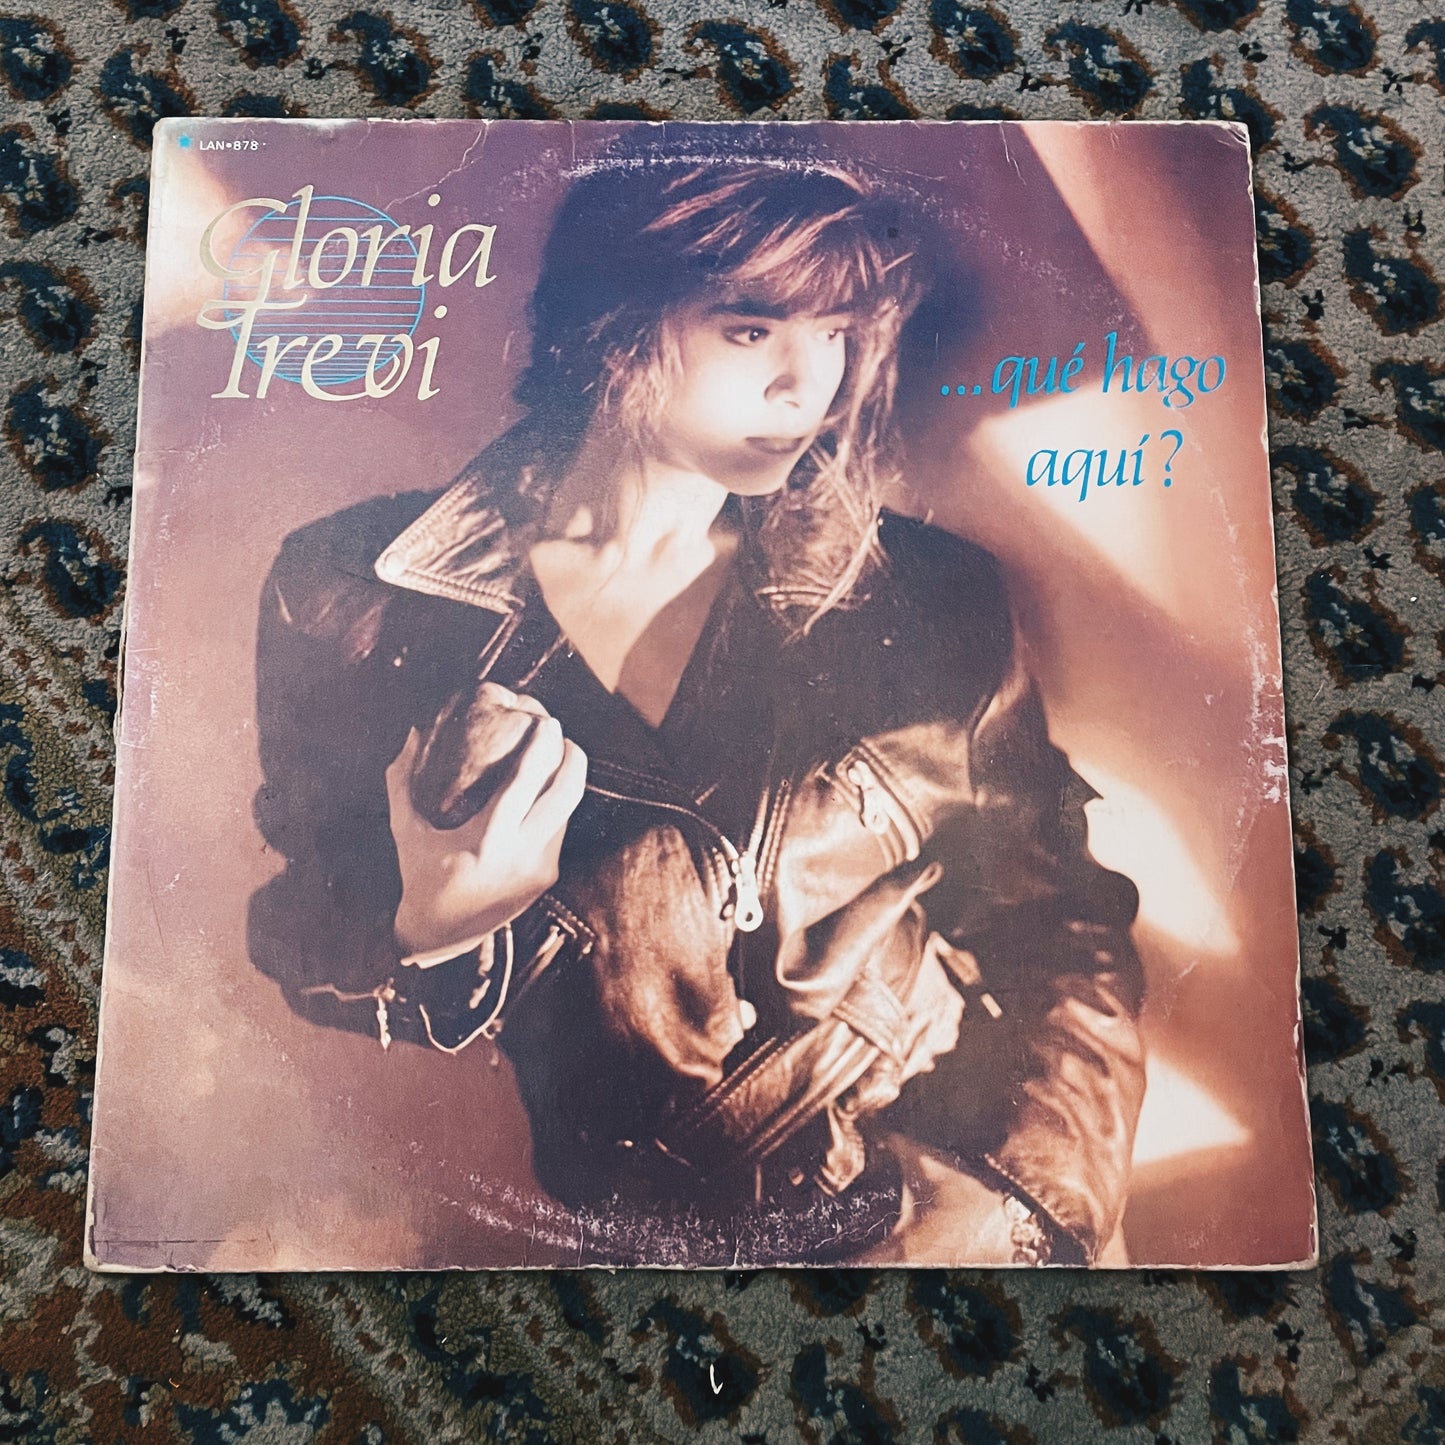 LAN•878
Gloria
Trevi
...qué hago
aquí?